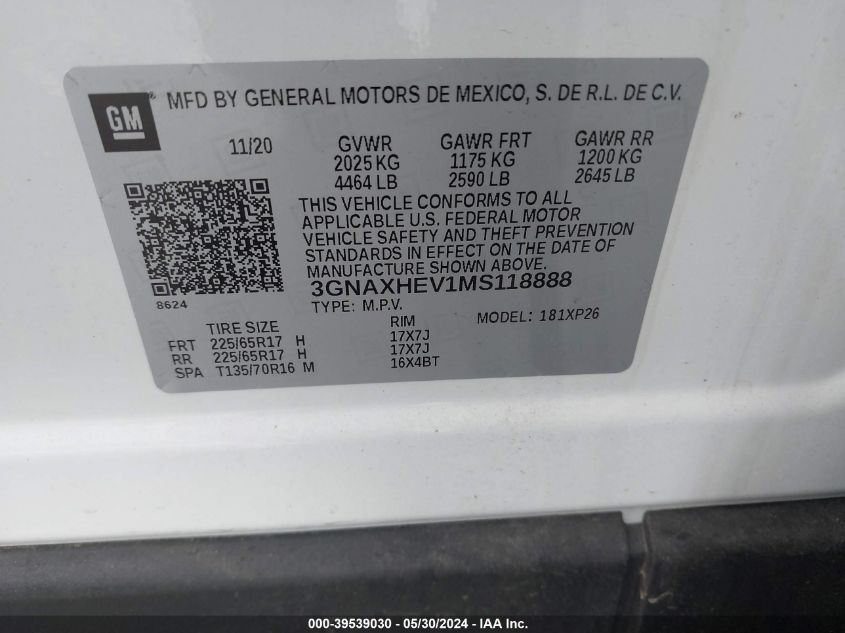 GM ® MFD BY GENERAL MOTORS DE MEXICO, S. DE R.L. DE C.V.
11/20 GVWR GAWR FRT GAWR RR
2025 KG 1175 KG 1200 KG
4464 LB 2590 LB 2645 LB
THIS VEHICLE CONFORMS TO ALL
APPLICABLE U.S. FEDERAL MOTOR
VEHICLE SAFETY AND THEFT PREVENTION
STANDARDS IN EFFECT ON THE DATE OF
MANUFACTURE SHOWN ABOVE.
3GNAXHEV1MS118888
8624
TYPE: M.P.V. MODEL: 181XP26
TIRE SIZE RIM
FRT 225/65R17 H 17X7J
RR 225/65R17 H 17X7J
SPA T135/70R16 M 16X4BT
000-39539030 - 05/30/2024 - IAA Inc.